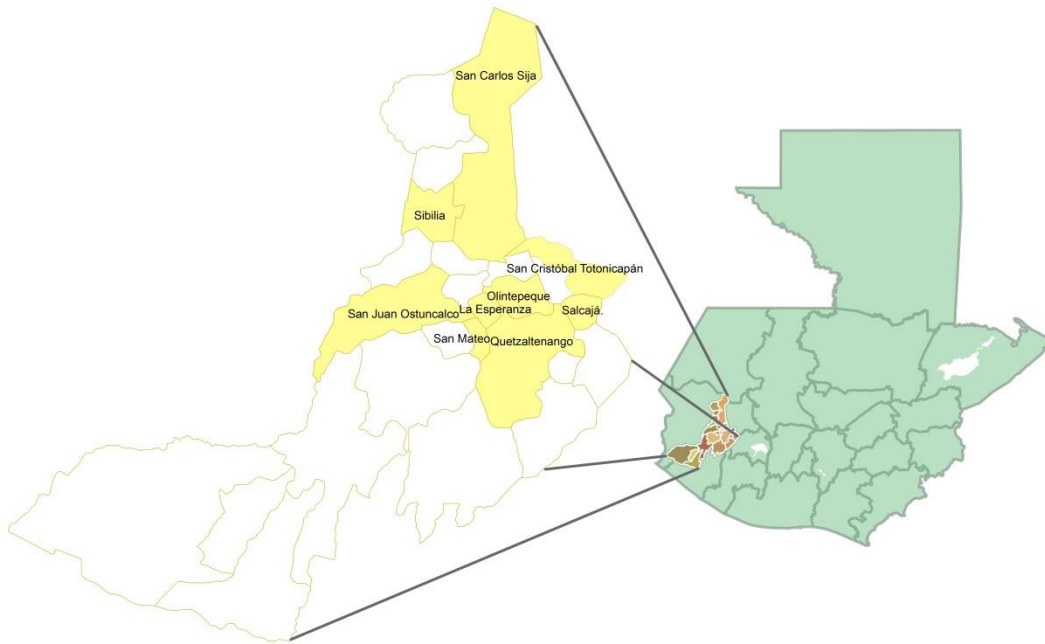 San Carlos Sija
Sibilia
San Cristóbal Totonicapán
Olintepeque
La Esperanza
Salcajá.
San Juan Ostuncalco
San Mateo
Quetzaltenango